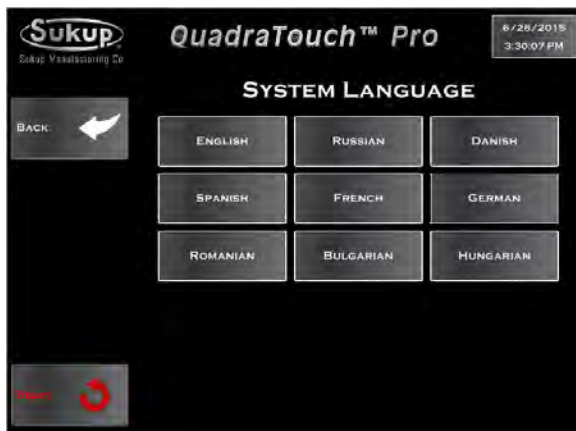 Sukup
QuadraTouch™ Pro
6/28/2015
3:30:07 PM
Sukup Manufacturing Co
SYSTEM LANGUAGE
BACK
ENGLISH
RUSSIAN
DANISH
SPANISH
FRENCH
GERMAN
ROMANIAN
BULGARIAN
HUNGARIAN